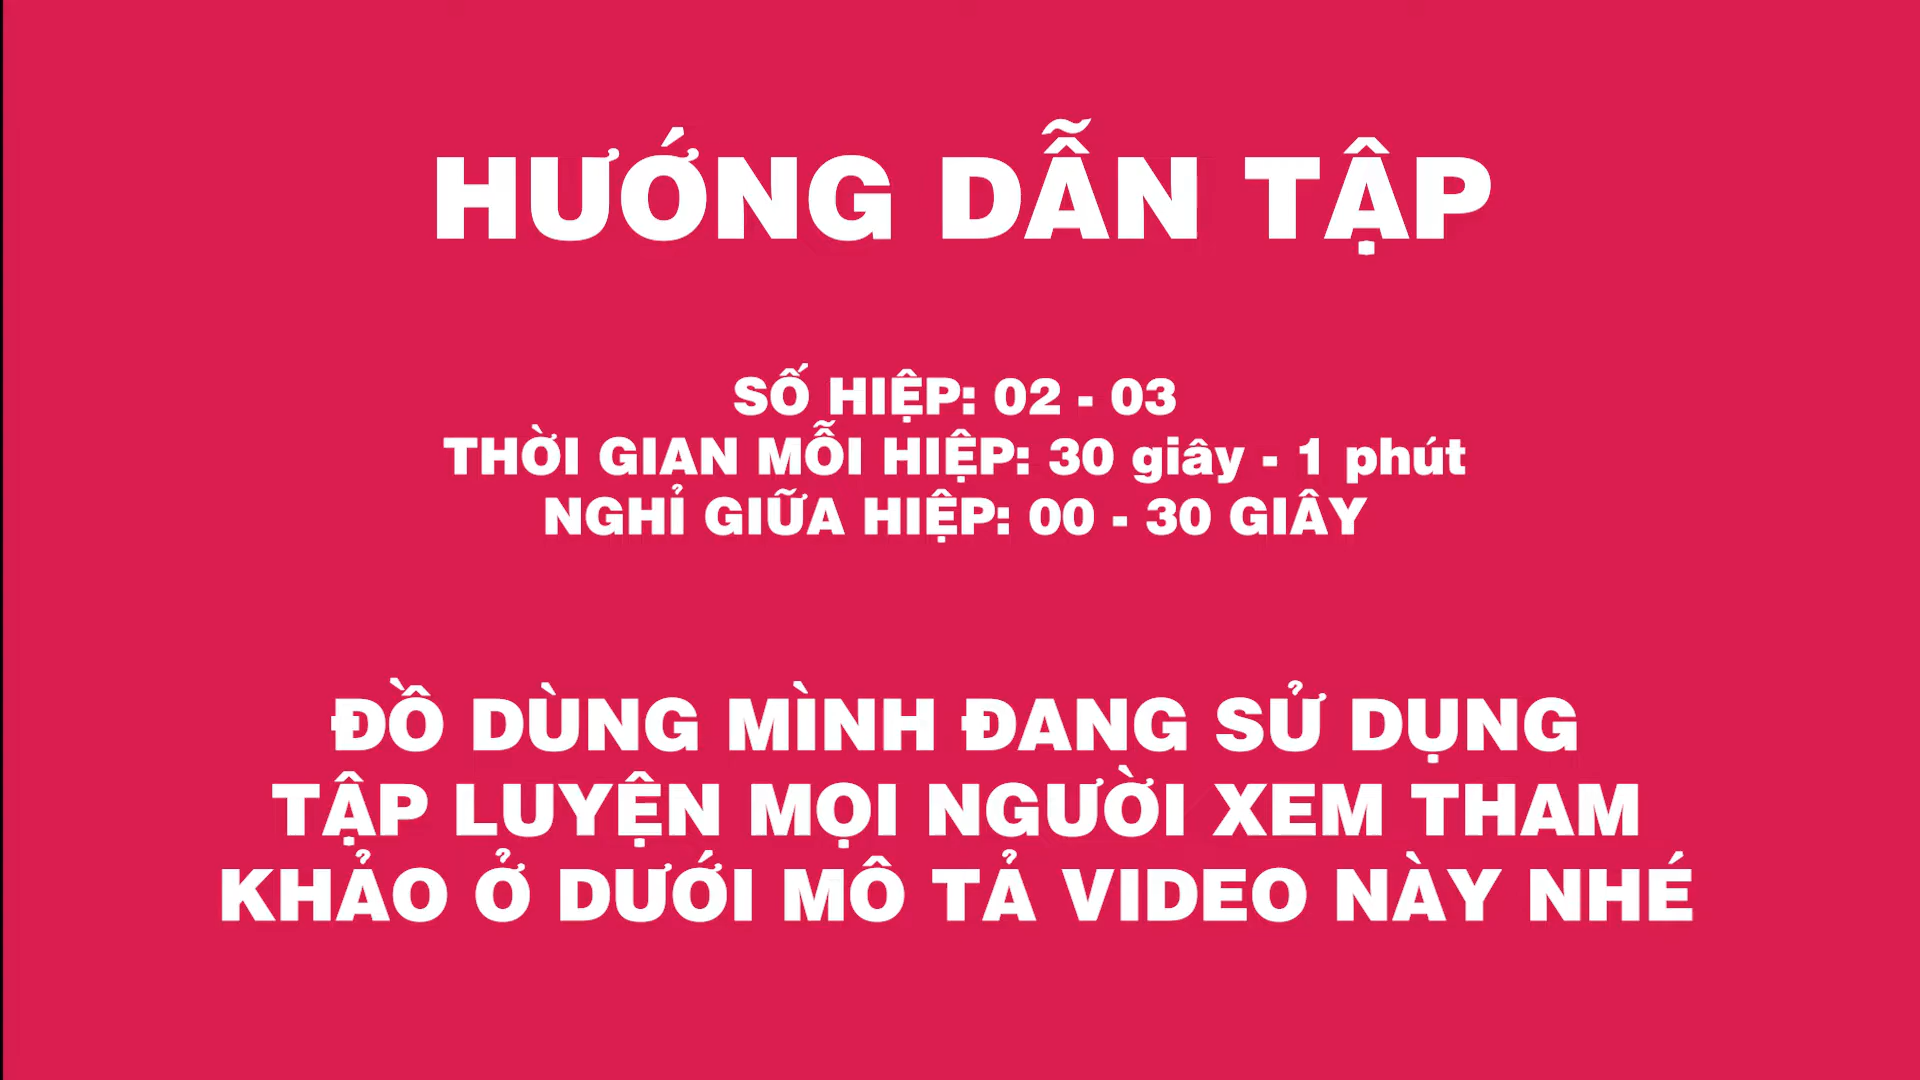 HƯỚNG DẪN TẬP
SỐ HIỆP: 02 - 03
THỜI GIAN MỖI HIỆP: 30 giây - 1 phút
NGHỈ GIỮA HIỆP: 00 - 30 GIÂY
ĐỒ DÙNG MÌNH ĐANG SỬ DỤNG
TẬP LUYỆN MỌI NGƯỜI XEM THAM
KHẢO Ở DƯỚI MÔ TẢ VIDEO NÀY NHÉ